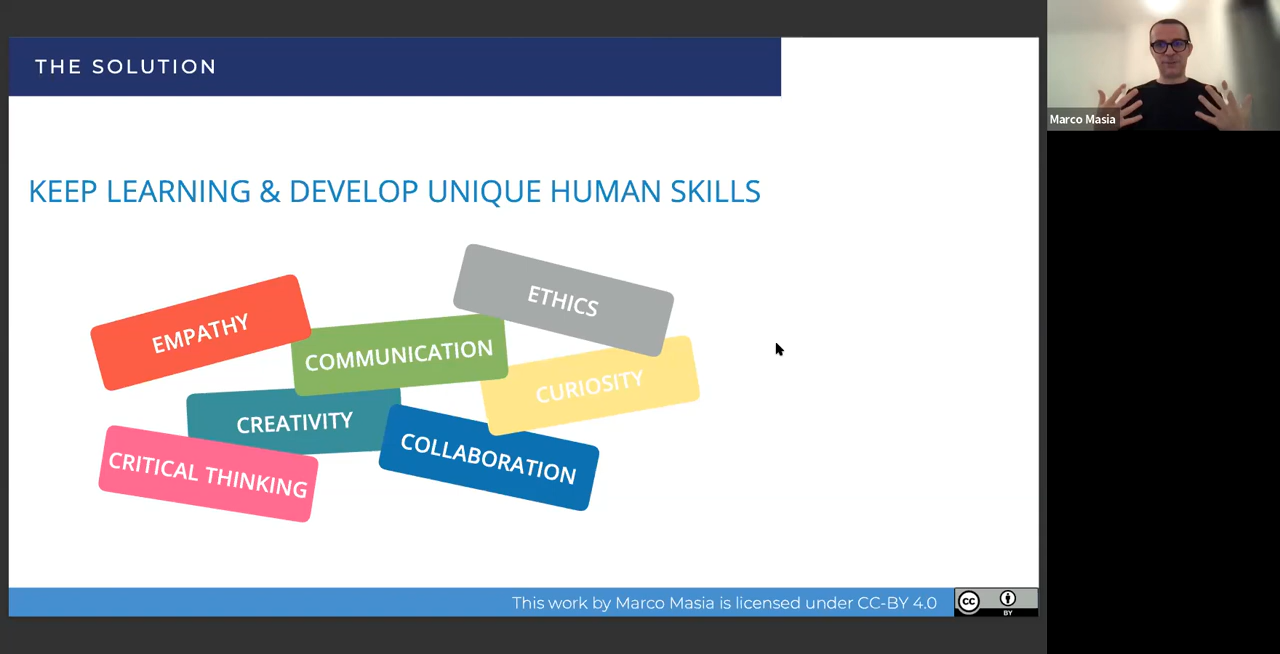 THE SOLUTION
KEEP LEARNING & DEVELOP UNIQUE HUMAN SKILLS
ETHICS
EMPATHY
COMMUNICATION
CURIOSITY
CREATIVITY
COLLABORATION
CRITICAL THINKING
This work by Marco Masia is licensed under CC-BY 4.0
cc
BY
Marco Masia